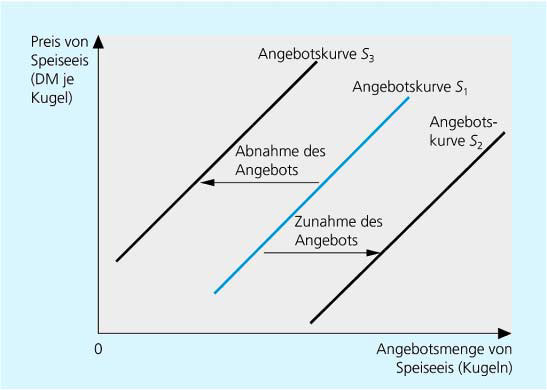 Preis von
Speiseeis
(DM je
Kugel)
Angebotskurve S3
Angebotskurve S1
Angebots-
kurve S2
Abnahme des
Angebots
Zunahme des
Angebots
0
Angebotsmenge von
Speiseeis (Kugeln)